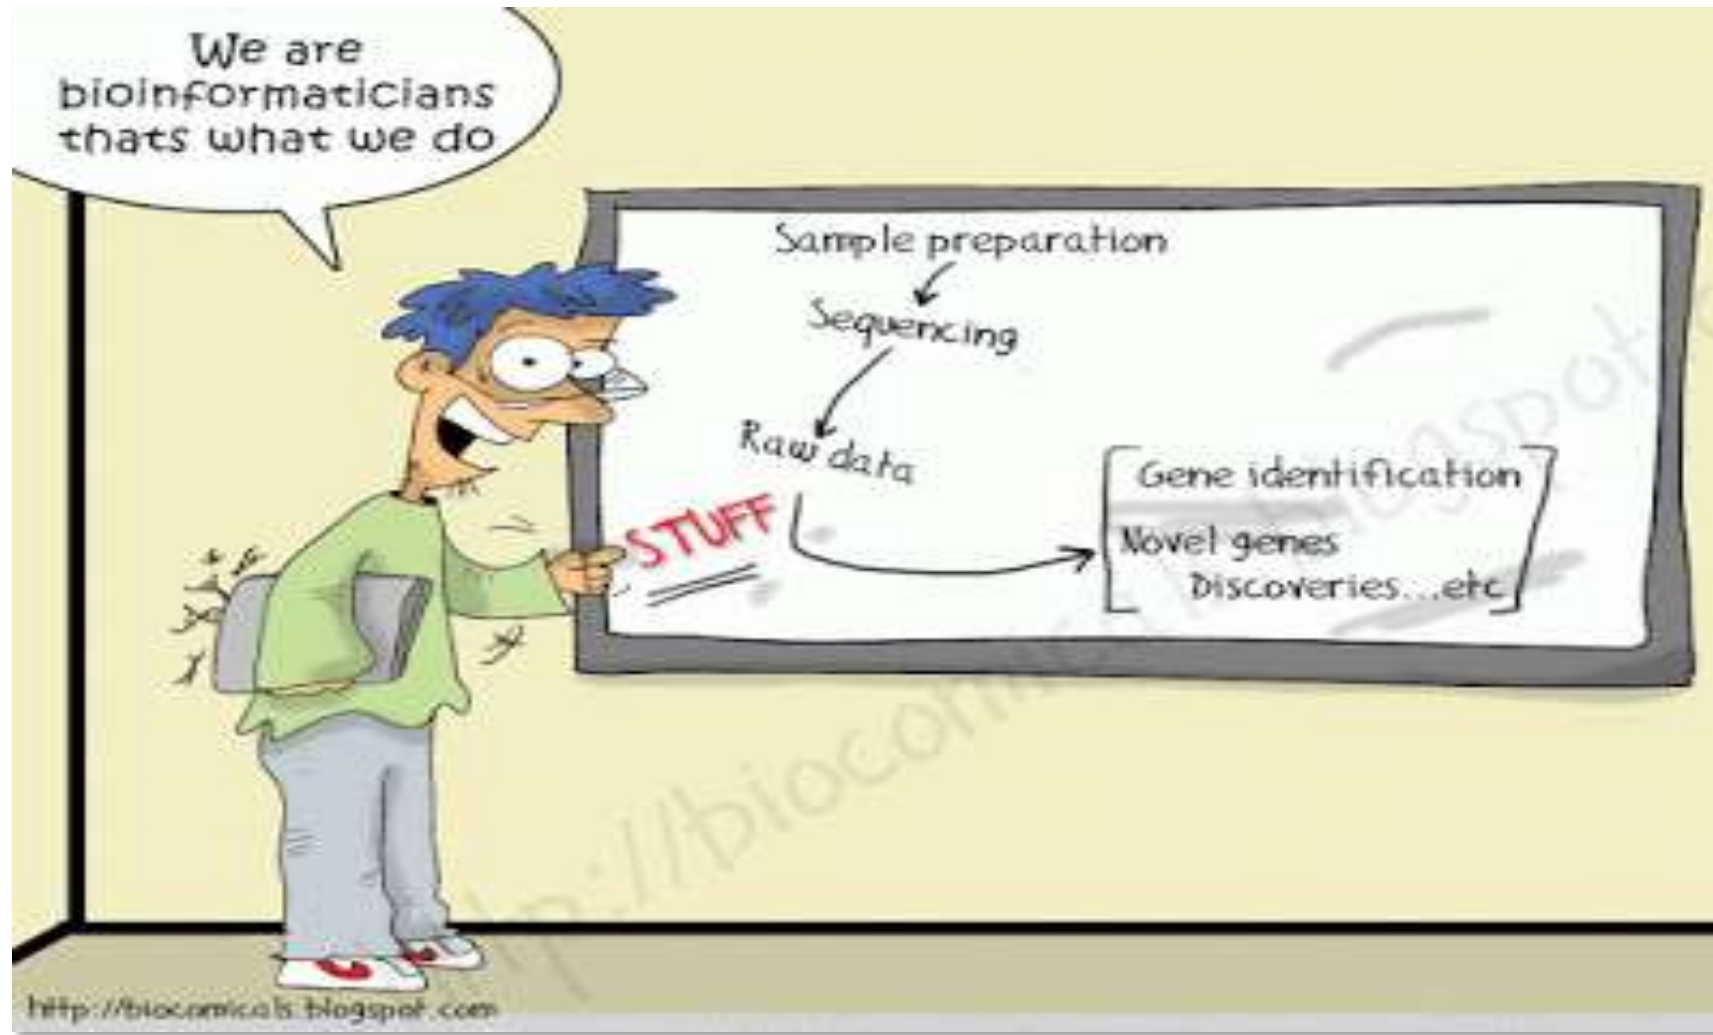 We are
bioinformaticians
thats what we do
Sample preparation
Sequencing
Raw data
STUFF
Gene identification
Novel genes
Discoveries...etc
http://biocomicals.blogspot.com